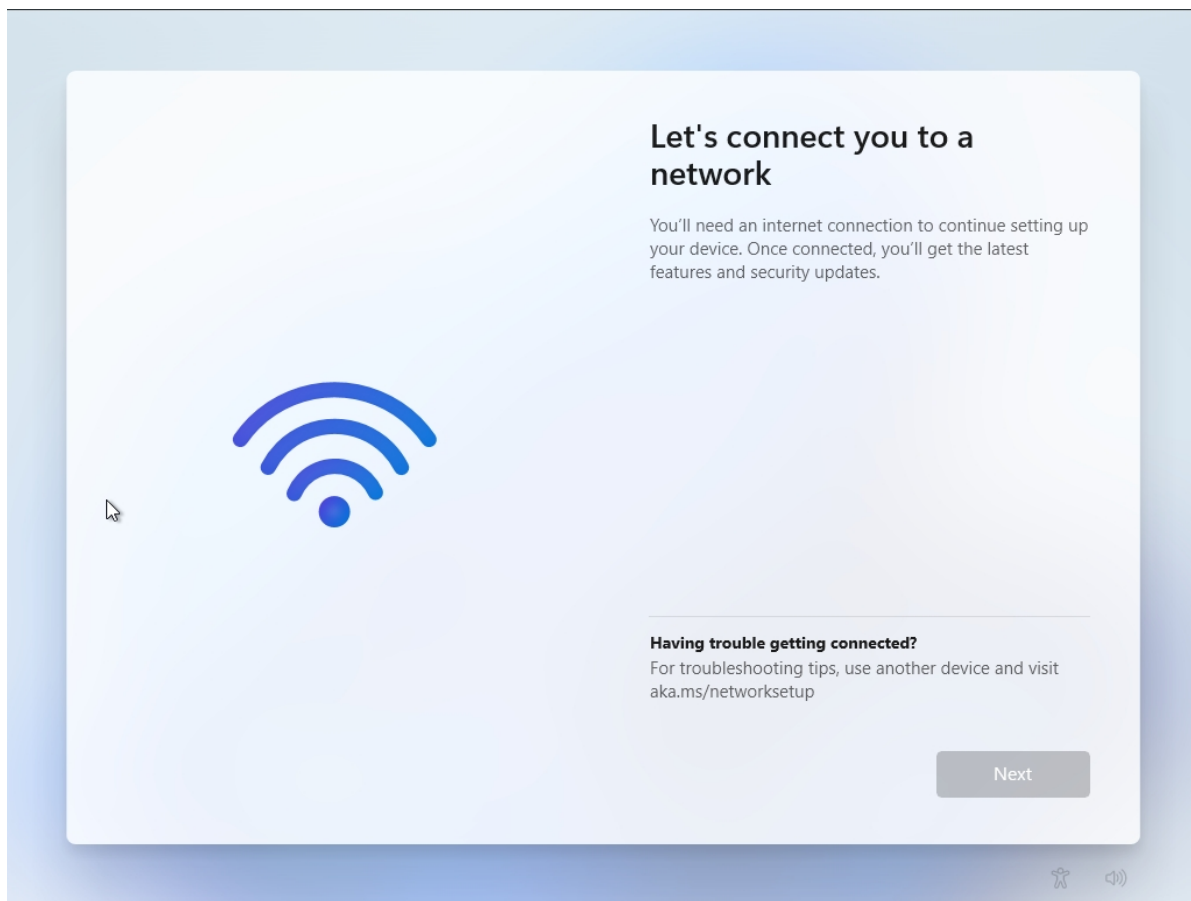 Let's connect you to a
network
You’ll need an internet connection to continue setting up
your device. Once connected, you’ll get the latest
features and security updates.
Having trouble getting connected?
For troubleshooting tips, use another device and visit
aka.ms/networksetup
Next